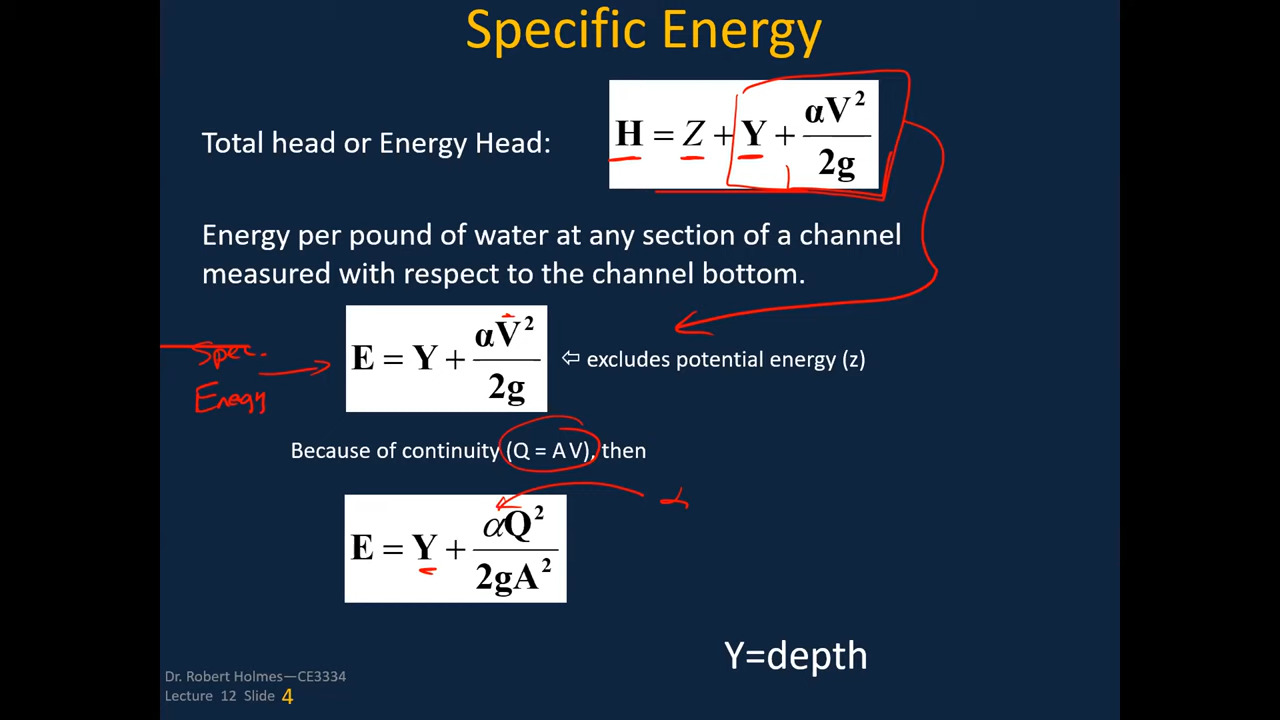 Specific Energy
Total head or Energy Head:
H = Z + Y + αV²/2g
Energy per pound of water at any section of a channel
measured with respect to the channel bottom.
Spec.
Enegy
E = Y + αV²/2g
⇦ excludes potential energy (z)
Because of continuity (Q = A V), then
α
E = Y + αQ²/2gA²
Y=depth
Dr. Robert Holmes—CE3334
Lecture 12 Slide 4